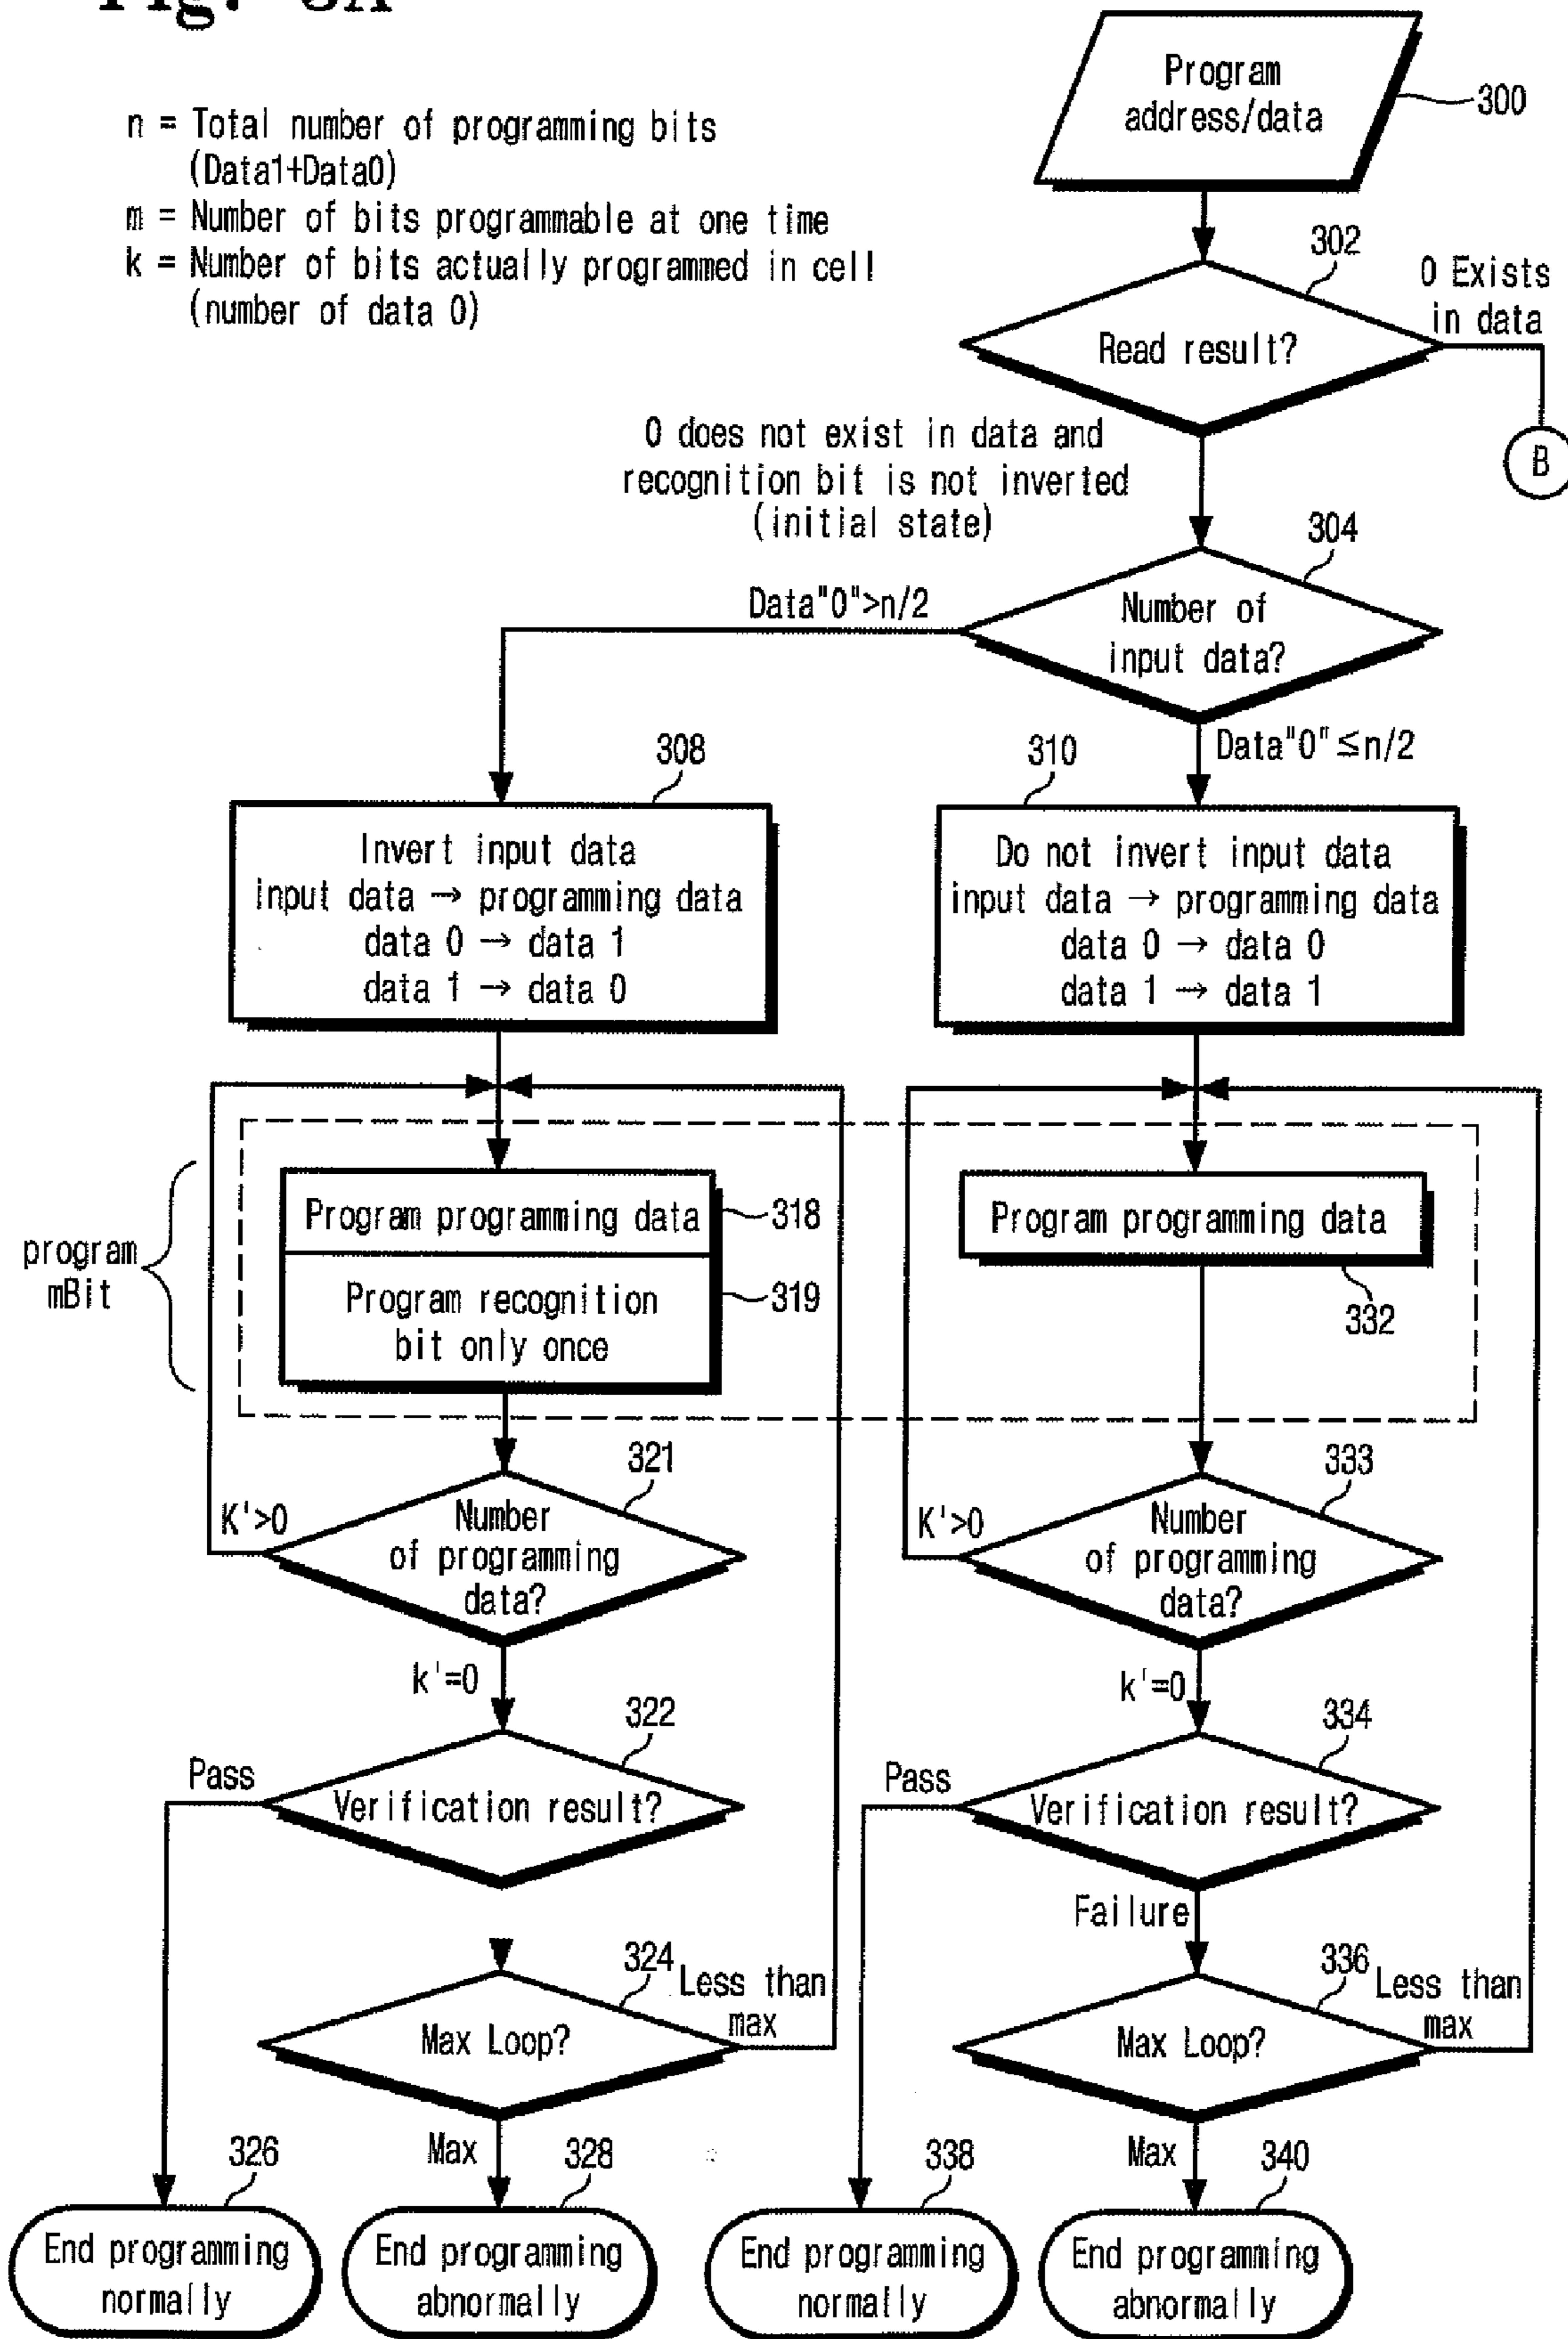 n = Total number of programming bits
(Data1+Data0)
m = Number of bits programmable at one time
k = Number of bits actually programmed in cell
(number of data 0)
Program
address/data
300
302
Read result?
0 Exists
in data
B
0 does not exist in data and
recognition bit is not inverted
(initial state)
304
Number of
input data?
Data"0">n/2
Data"0"≦n/2
308
Invert input data
input data → programming data
data 0 → data 1
data 1 → data 0
310
Do not invert input data
input data → programming data
data 0 → data 0
data 1 → data 1
program
mBit
Program programming data
318
Program recognition
bit only once
319
Program programming data
332
321
Number
of programming
data?
K'>0
k'=0
333
Number
of programming
data?
K'>0
k'=0
322
Verification result?
Pass
334
Verification result?
Pass
Failure
324
Max Loop?
Less than
max
Max
336
Max Loop?
Less than
max
Max
326
End programming
normally
328
End programming
abnormally
338
End programming
normally
340
End programming
abnormally